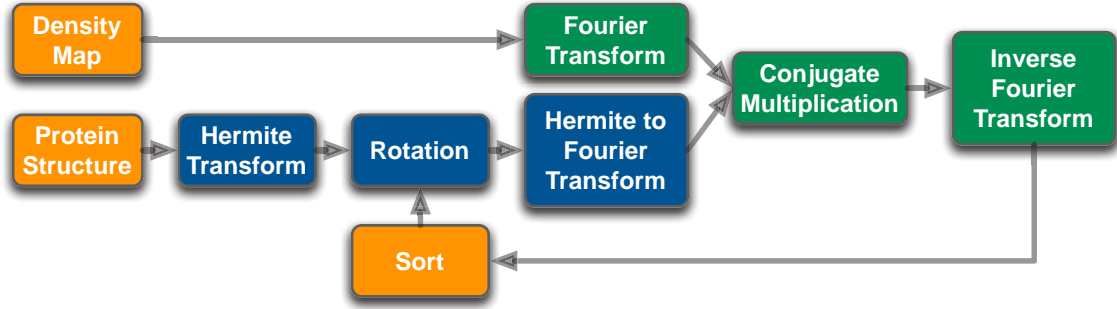 Density
Map
Fourier
Transform
Conjugate
Multiplication
Inverse
Fourier
Transform
Protein
Structure
Hermite
Transform
Rotation
Hermite to
Fourier
Transform
Sort